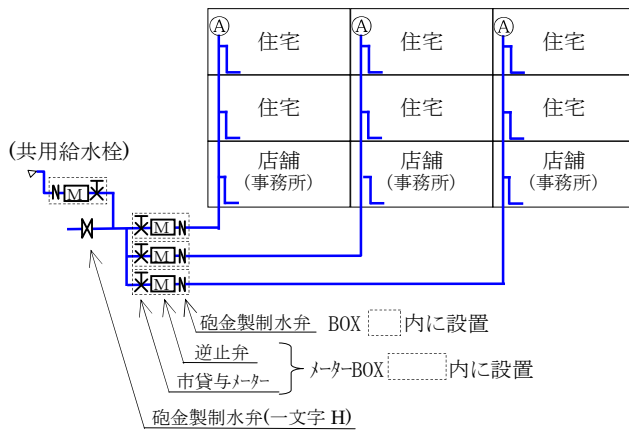 Ⓐ Ⓐ Ⓐ
住宅 住宅 住宅
住宅 住宅 住宅
(共用給水栓)
店舗 店舗 店舗
(事務所) (事務所) (事務所)
M
M
M
M
砲金製制水弁 BOX 内に設置
逆止弁
市貸与メーター
メーターBOX 内に設置
砲金製制水弁(一文字 H)